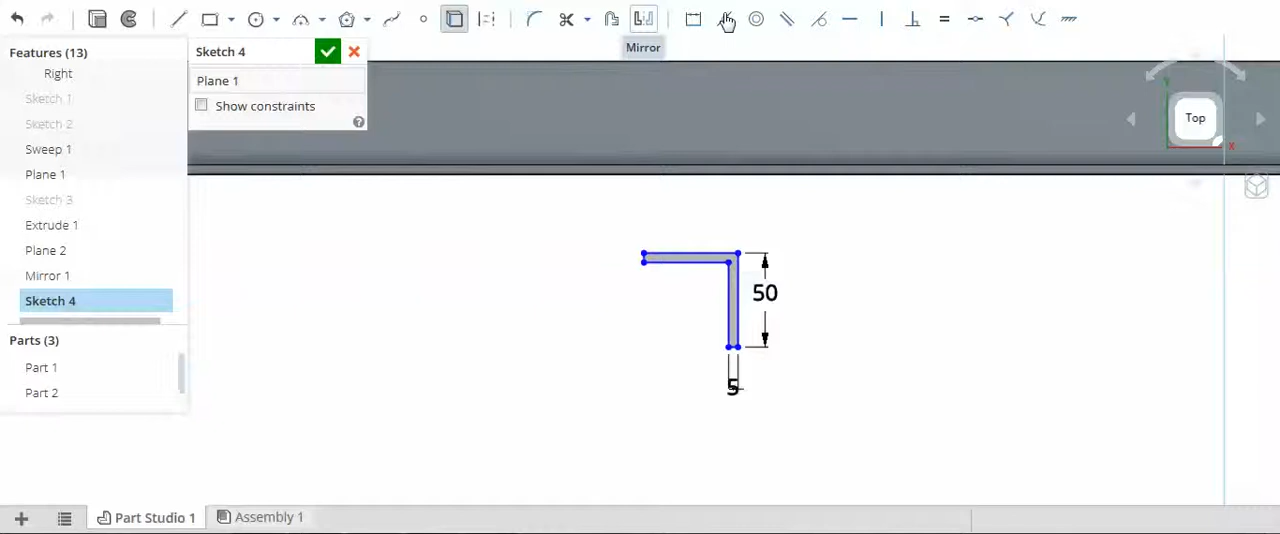 Mirror
Features (13)
Right
Sketch 1
Sketch 2
Sweep 1
Plane 1
Sketch 3
Extrude 1
Plane 2
Mirror 1
Sketch 4
Parts (3)
Part 1
Part 2
Sketch 4
Plane 1
Show constraints
50
5
Y
Top
X
Part Studio 1
Assembly 1